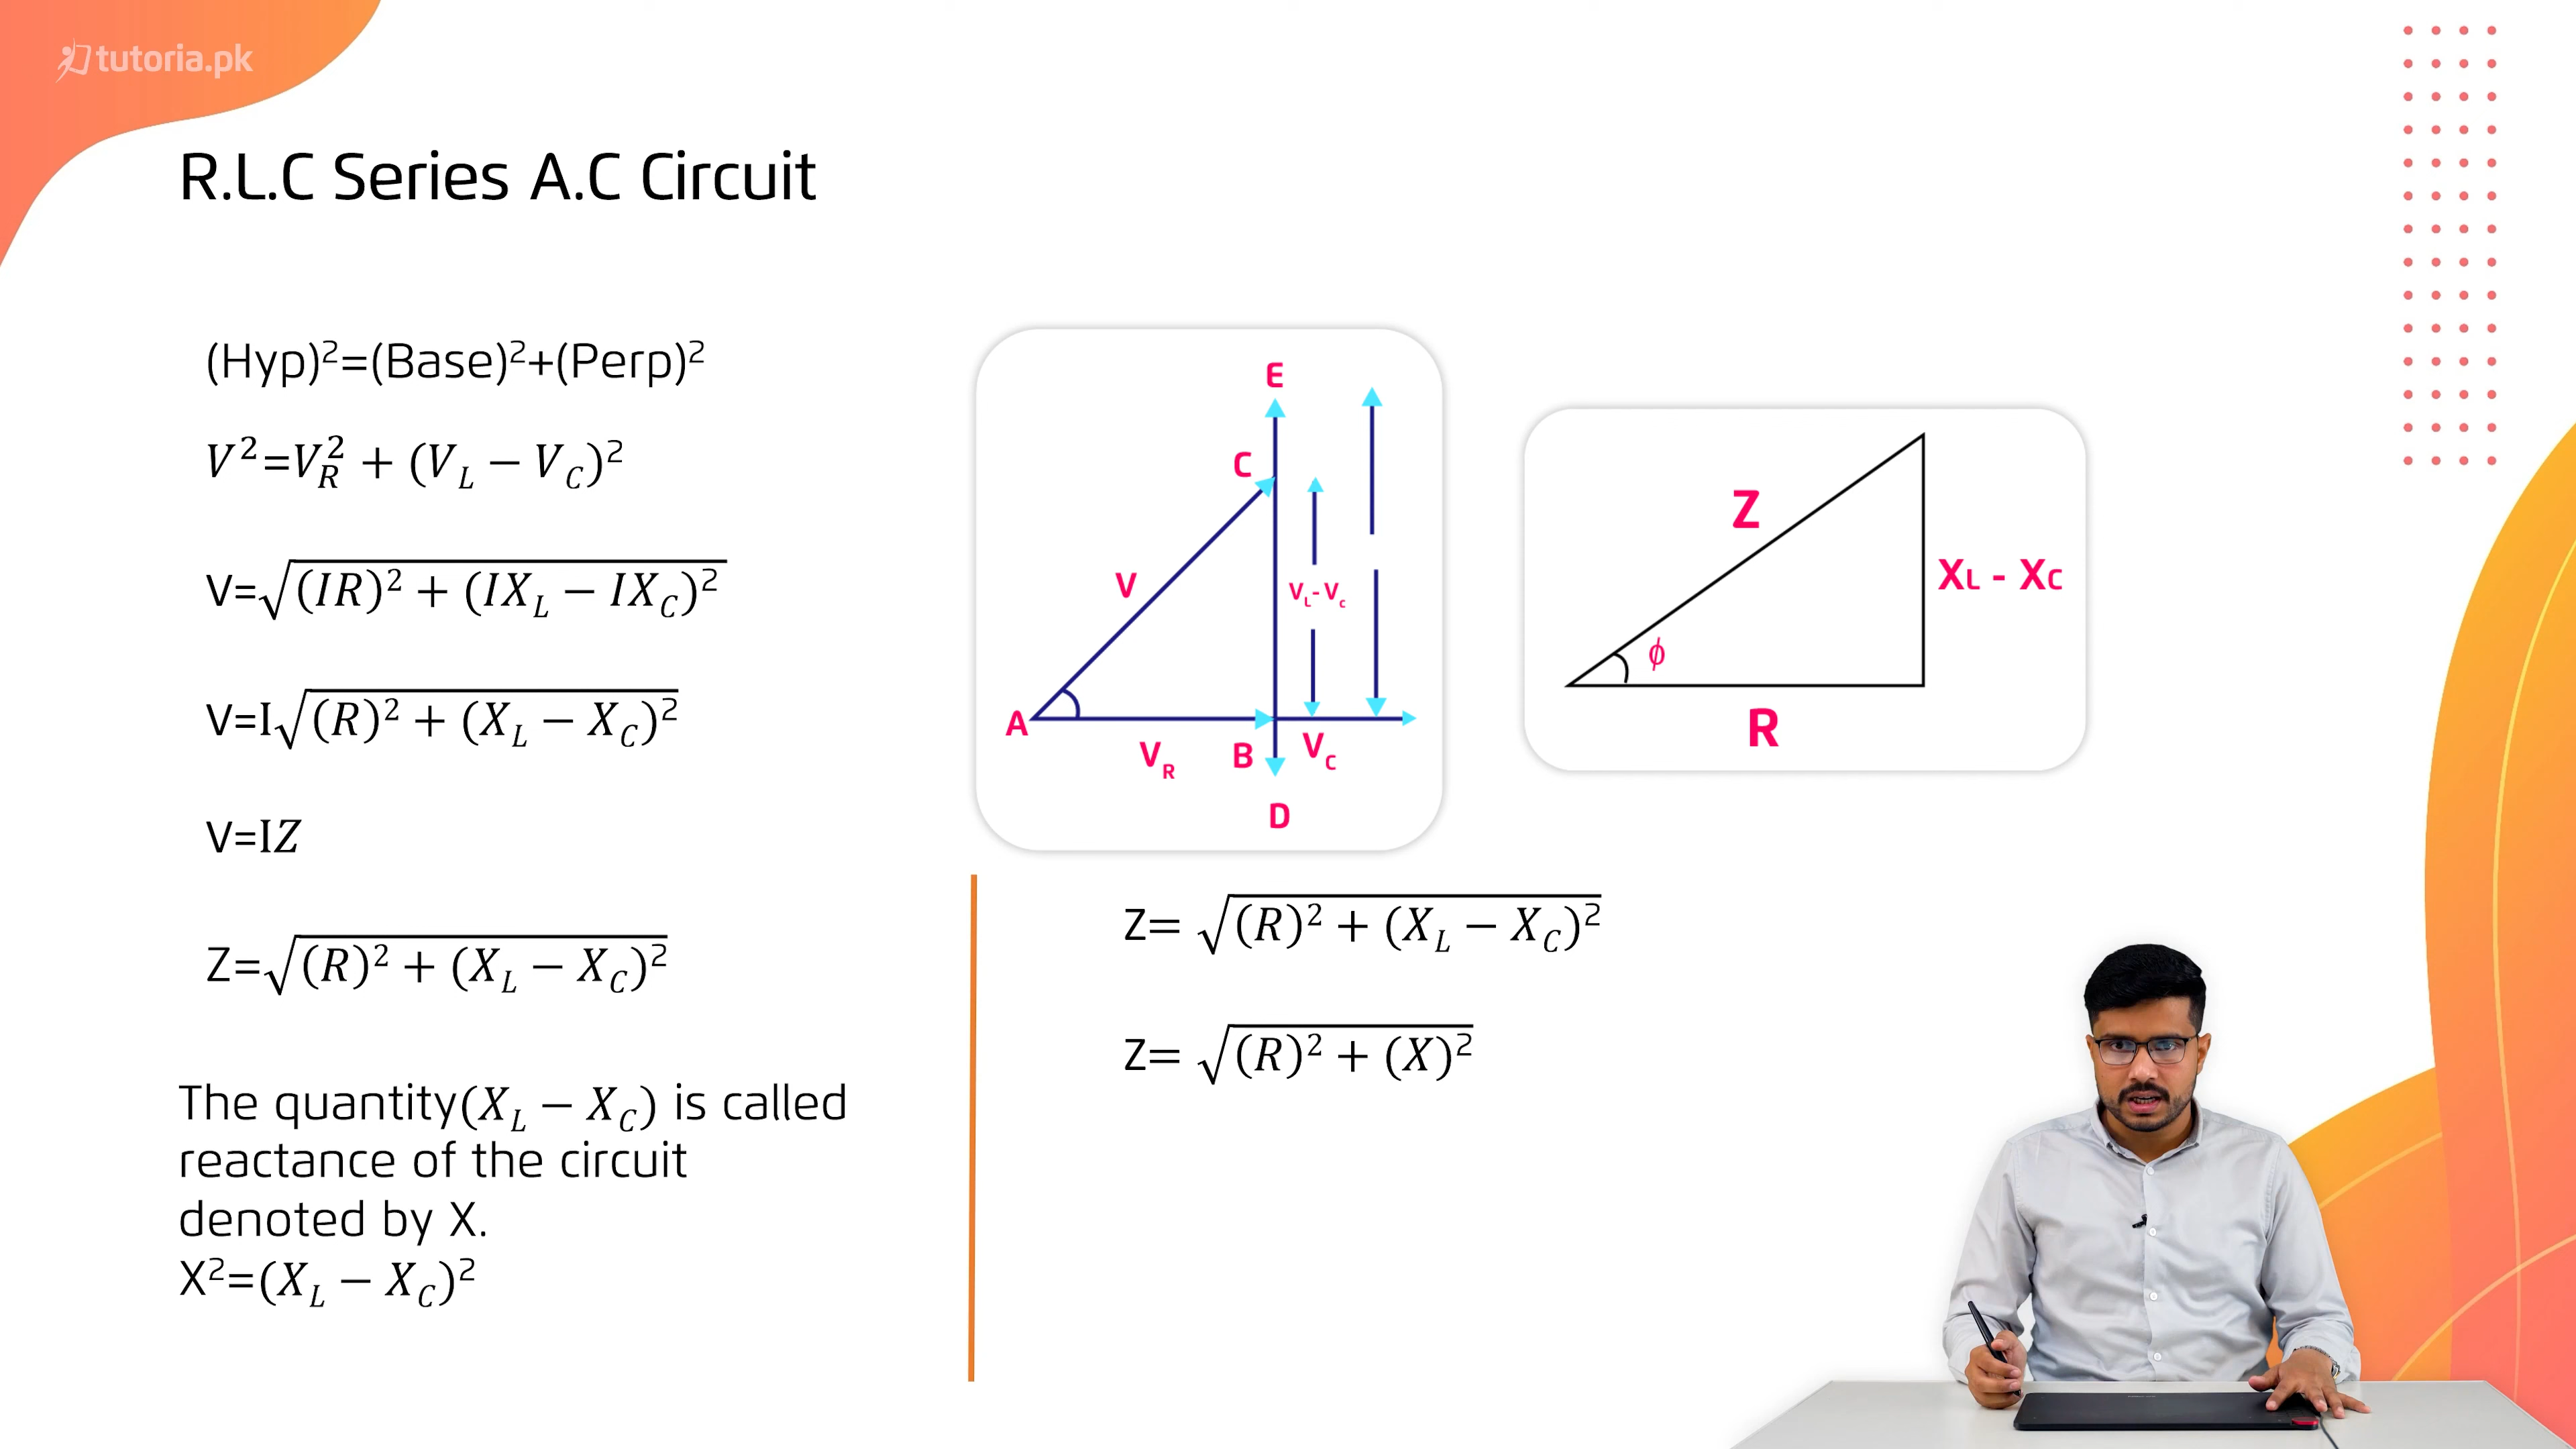 tutoria.pk
R.L.C Series A.C Circuit
(Hyp)²=(Base)²+(Perp)²
V²=V_R² + (V_L − V_C)²
V=√((IR)² + (IX_L − IX_C)²)
V=I√((R)² + (X_L − X_C)²)
V=IZ
Z=√((R)² + (X_L − X_C)²)
The quantity(X_L − X_C) is called
reactance of the circuit
denoted by X.
X²=(X_L − X_C)²
E
C
V
V_L - V_c
A
V_R
B
V_C
D
Z
X_L - X_C
ϕ
R
Z= √((R)² + (X_L − X_C)²)
Z= √((R)² + (X)²)